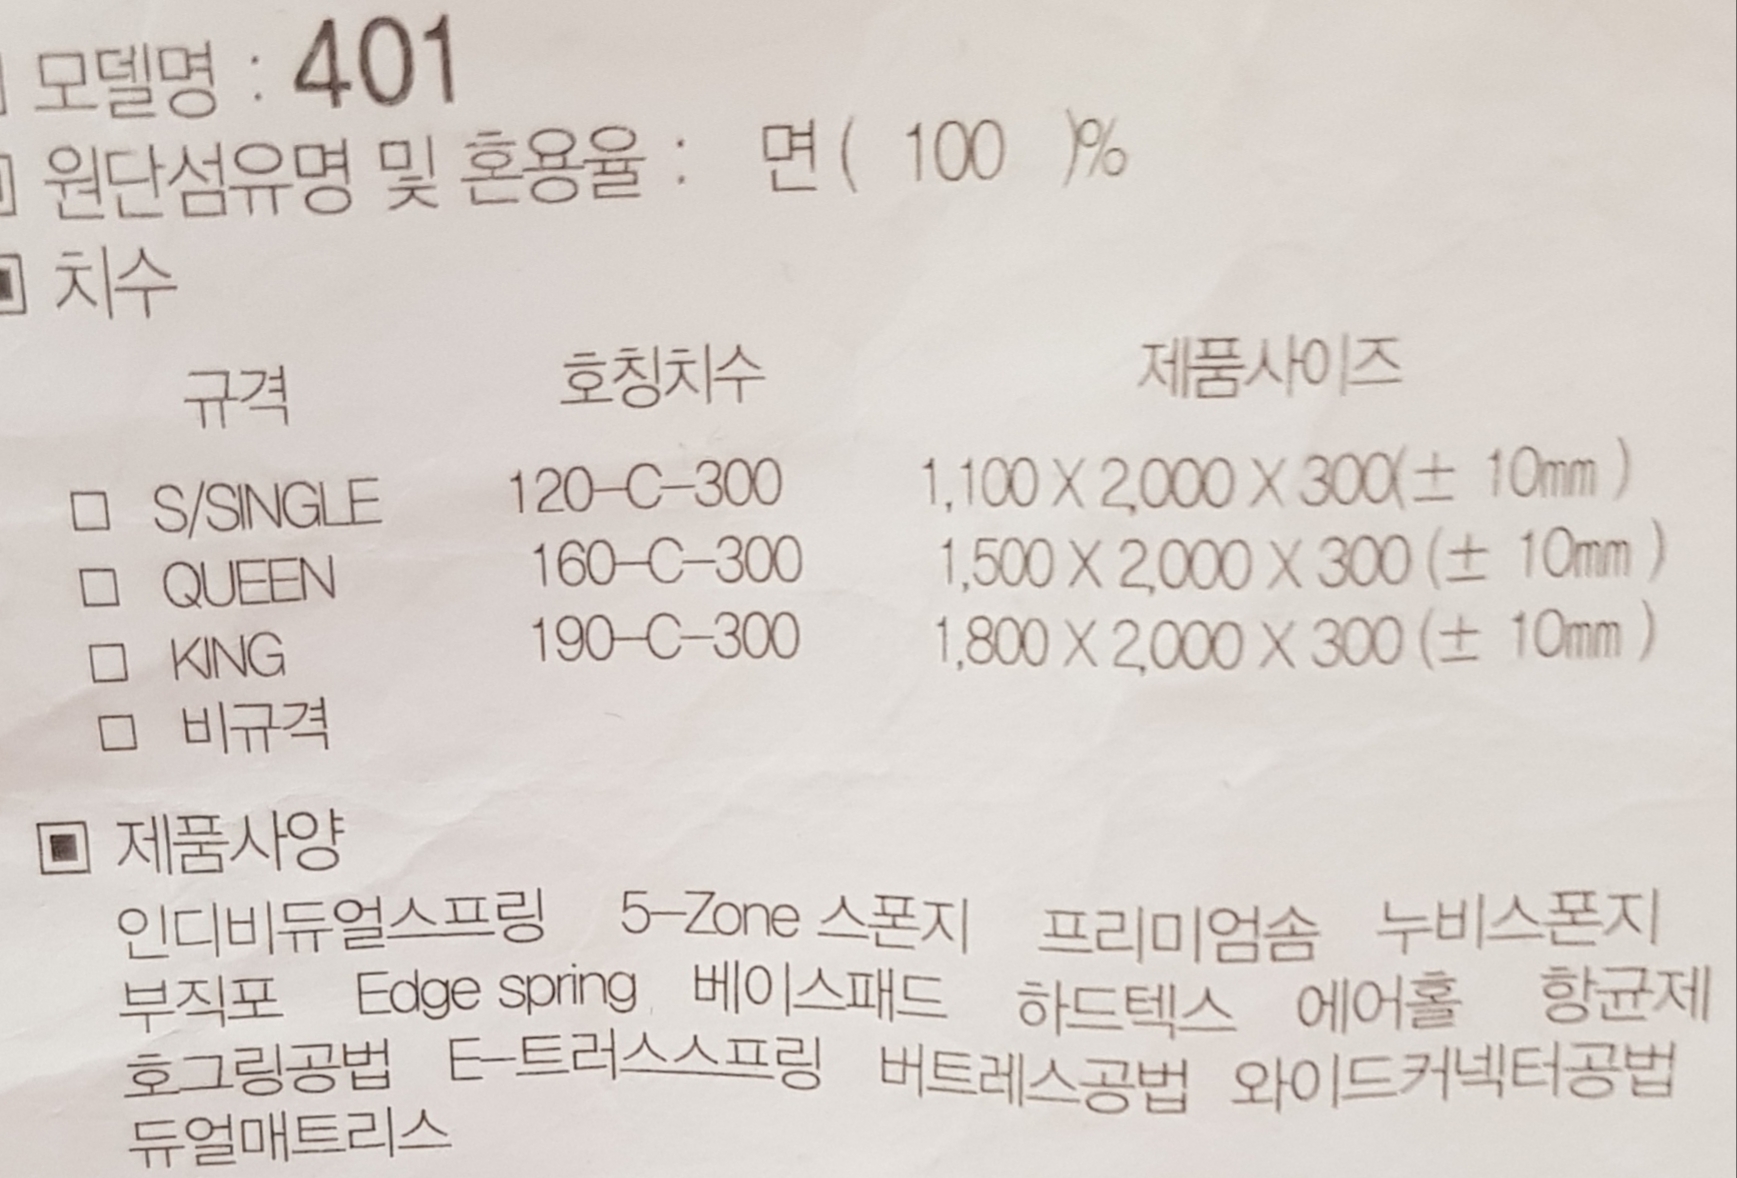 모델명 : 401
원단섬유명 및 혼용율 : 면 ( 100 )%
▣ 치수
규격 호칭치수 제품사이즈
□ S/SINGLE 120-C-300 1,100 X 2,000 X 300(± 10mm )
□ QUEEN 160-C-300 1,500 X 2,000 X 300 (± 10mm )
□ KING 190-C-300 1,800 X 2,000 X 300 (± 10mm )
□ 비규격
▣ 제품사양
인디비듀얼스프링 5-Zone 스폰지 프리미엄솜 누비스폰지
부직포 Edge spring 베이스패드 하드텍스 에어홀 항균제
호그링공법 E-트러스스프링 버트레스공법 와이드커넥터공법
듀얼매트리스